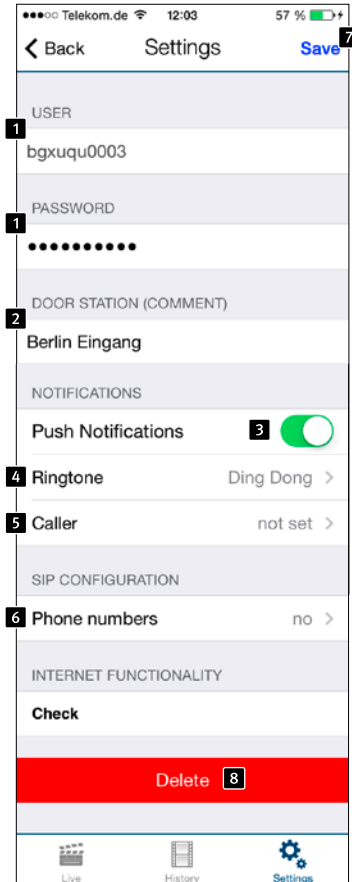 Telekom.de 12:03 57 %
Back Settings Save 7
USER
1
bgxuqu0003
PASSWORD
1
●●●●●●●●●●
DOOR STATION (COMMENT)
2
Berlin Eingang
NOTIFICATIONS
Push Notifications 3
4 Ringtone Ding Dong >
5 Caller not set >
SIP CONFIGURATION
6 Phone numbers no >
INTERNET FUNCTIONALITY
Check
Delete 8
Live History Settings